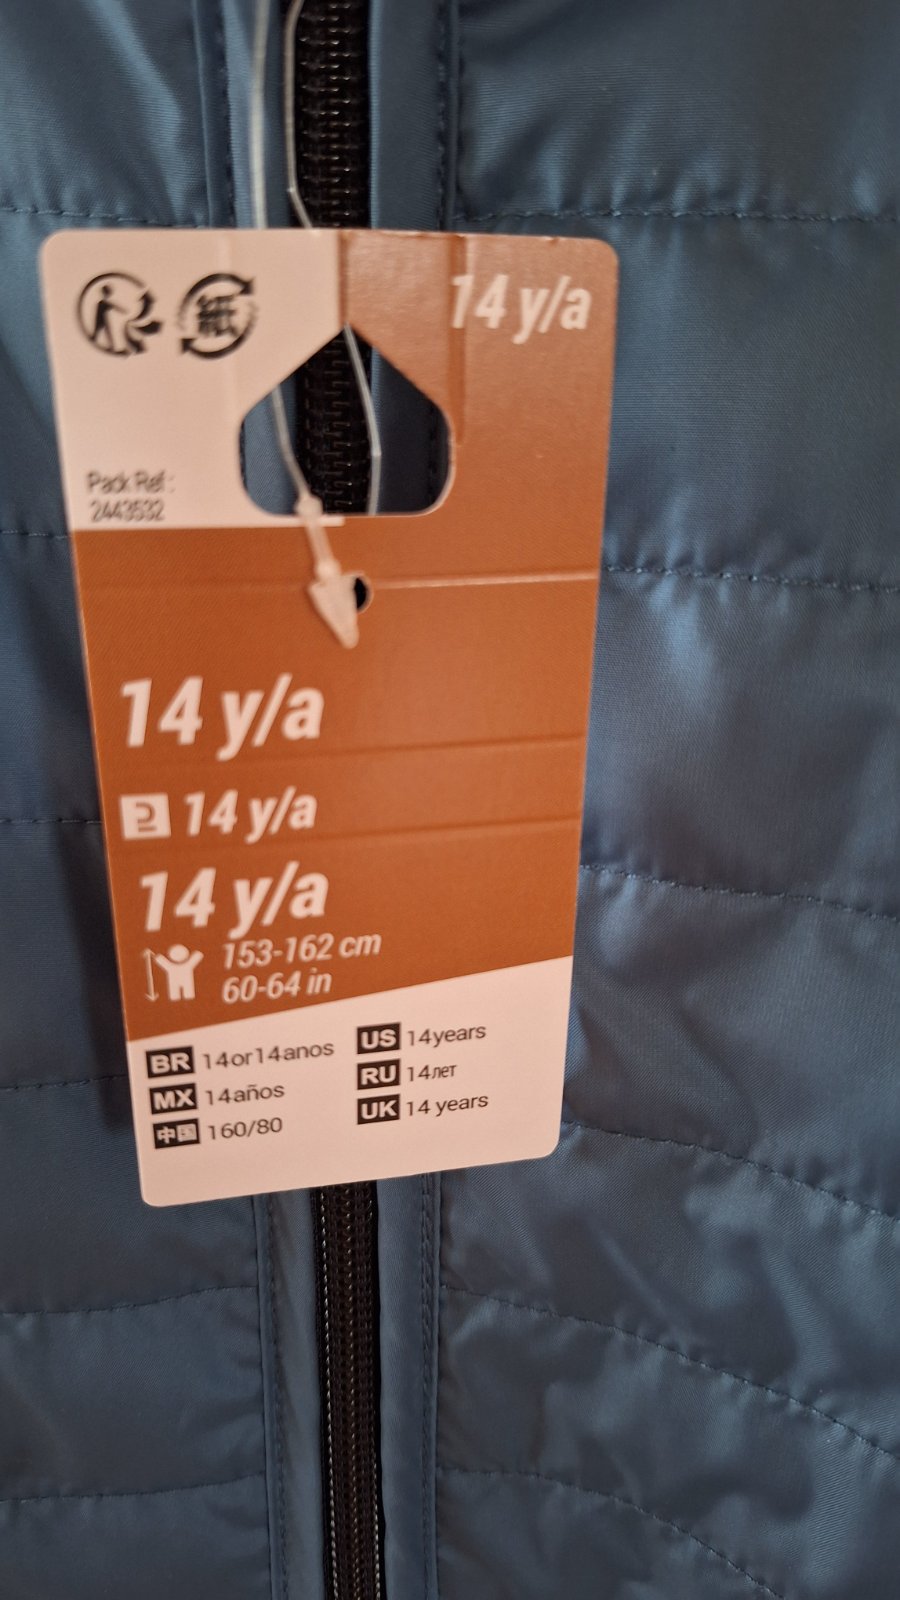 14 y/a
Pack Ref :
2443532
14 y/a
14 y/a
14 y/a
153-162 cm
60-64 in
BR 14or14anos
MX 14años
中国 160/80
US 14years
RU 14лет
UK 14 years